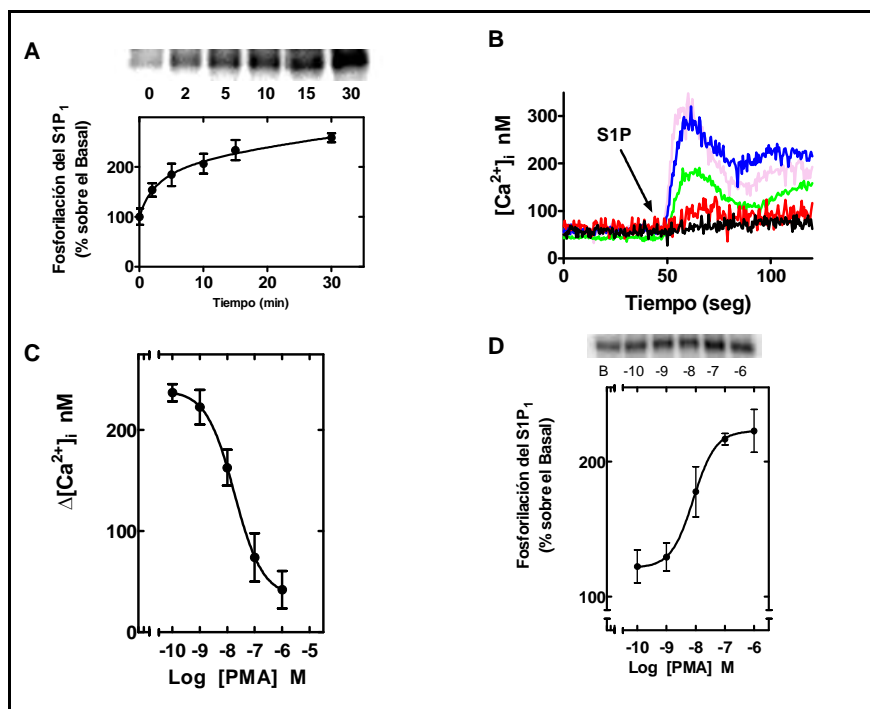 A
0 2 5 10 15 30
Fosforilación del S1P1
(% sobre el Basal)
200
100
0
0 10 20 30
Tiempo (min)
B
[Ca2+]i nM
300
200
100
0
S1P
0 50 100
Tiempo (seg)
C
Δ[Ca2+]i nM
200
100
0
-10 -9 -8 -7 -6 -5
Log [PMA] M
D
B -10 -9 -8 -7 -6
Fosforilación del S1P1
(% sobre el Basal)
200
100
-10 -9 -8 -7 -6
Log [PMA] M